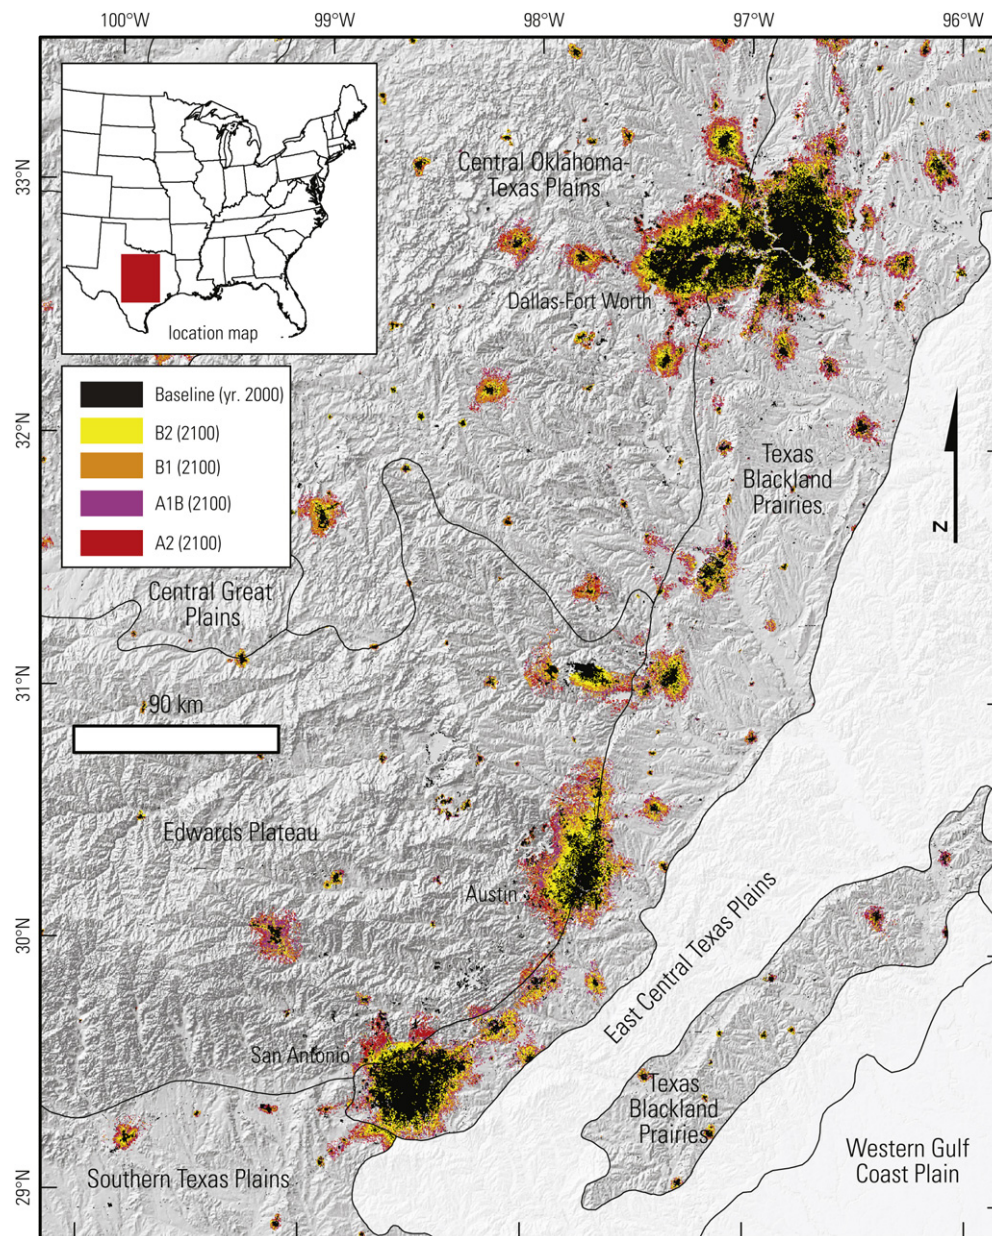 100°W
99°W
98°W
97°W
96°W
33°N
32°N
31°N
30°N
29°N
location map
Baseline (yr. 2000)
B2 (2100)
B1 (2100)
A1B (2100)
A2 (2100)
Central Oklahoma-
Texas Plains
Dallas-Fort Worth
Texas
Blackland
Prairies
N
Central Great
Plains
90 km
Edwards Plateau
Austin
San Antonio
East Central Texas Plains
Texas
Blackland
Prairies
Southern Texas Plains
Western Gulf
Coast Plain